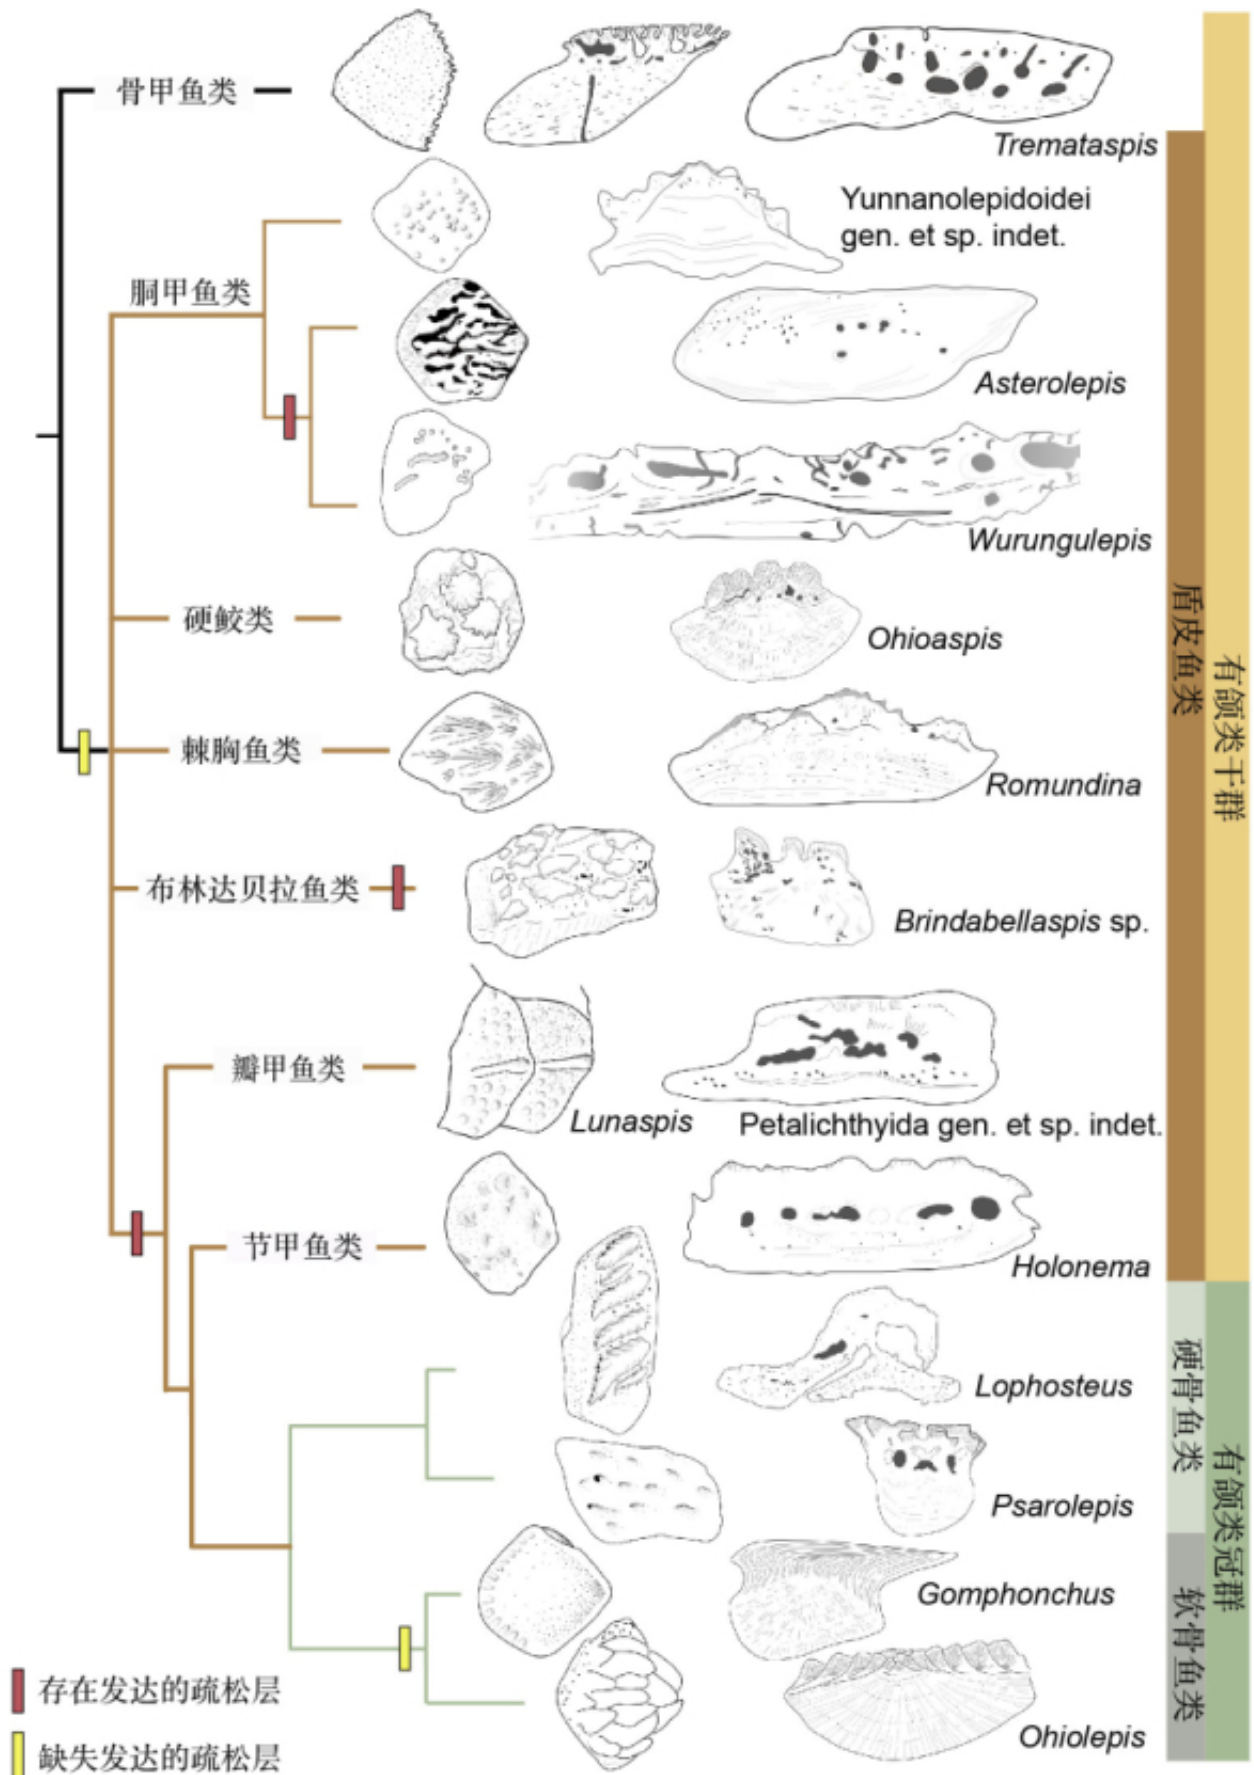 骨甲鱼类
Tremataspis
Yunnanolepidoidei
gen. et sp. indet.
胴甲鱼类
Asterolepis
Wurungulepis
硬鲛类
Ohioaspis
棘胸鱼类
Romundina
布林达贝拉鱼类
Brindabellaspis sp.
瓣甲鱼类
Lunaspis
Petalichthyida gen. et sp. indet.
节甲鱼类
Holonema
Lophosteus
Psarolepis
Gomphonchus
Ohiolepis
盾皮鱼类
有颌类干群
硬骨鱼类
软骨鱼类
有颌类冠群
存在发达的疏松层
缺失发达的疏松层